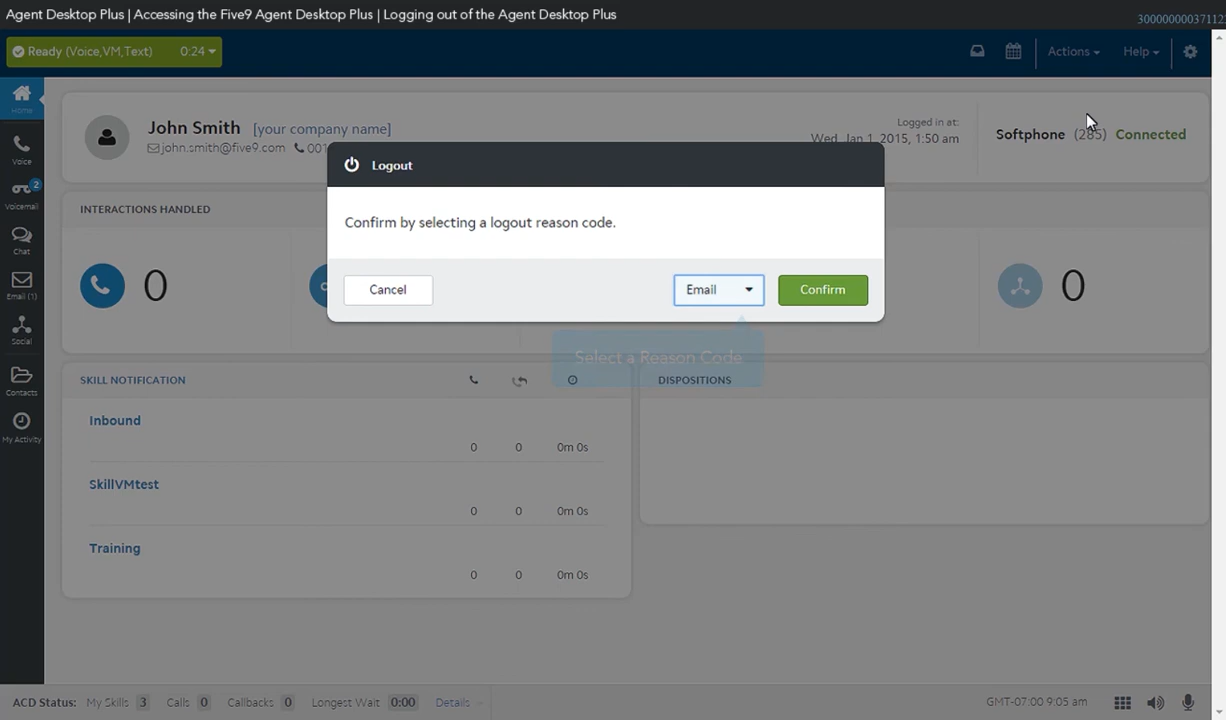 Agent Desktop Plus | Accessing the Five9 Agent Desktop Plus | Logging out of the Agent Desktop Plus
Ready (Voice,VM,Text) 0:24
Actions
Help
Home
Voice
2
Voicemail
Chat
Email (1)
Social
Contacts
My Activity
John Smith [your company name]
john.smith@five9.com 001
Logged in at:
Wed, Jan 1, 2015, 1:50 am
Softphone (285) Connected
Logout
Confirm by selecting a logout reason code.
Cancel
Email
Confirm
Select a Reason Code
INTERACTIONS HANDLED
0
0
SKILL NOTIFICATION
Inbound
0 0 0m 0s
SkillVMtest
0 0 0m 0s
Training
0 0 0m 0s
DISPOSITIONS
ACD Status: My Skills 3 Calls 0 Callbacks 0 Longest Wait 0:00 Details
GMT-07:00 9:05 am